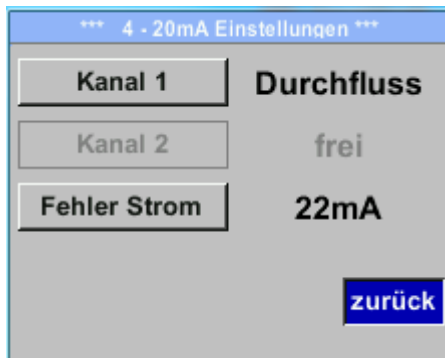 *** 4 - 20mA Einstellungen ***
Kanal 1 Durchfluss
Kanal 2 frei
Fehler Strom 22mA
zurück